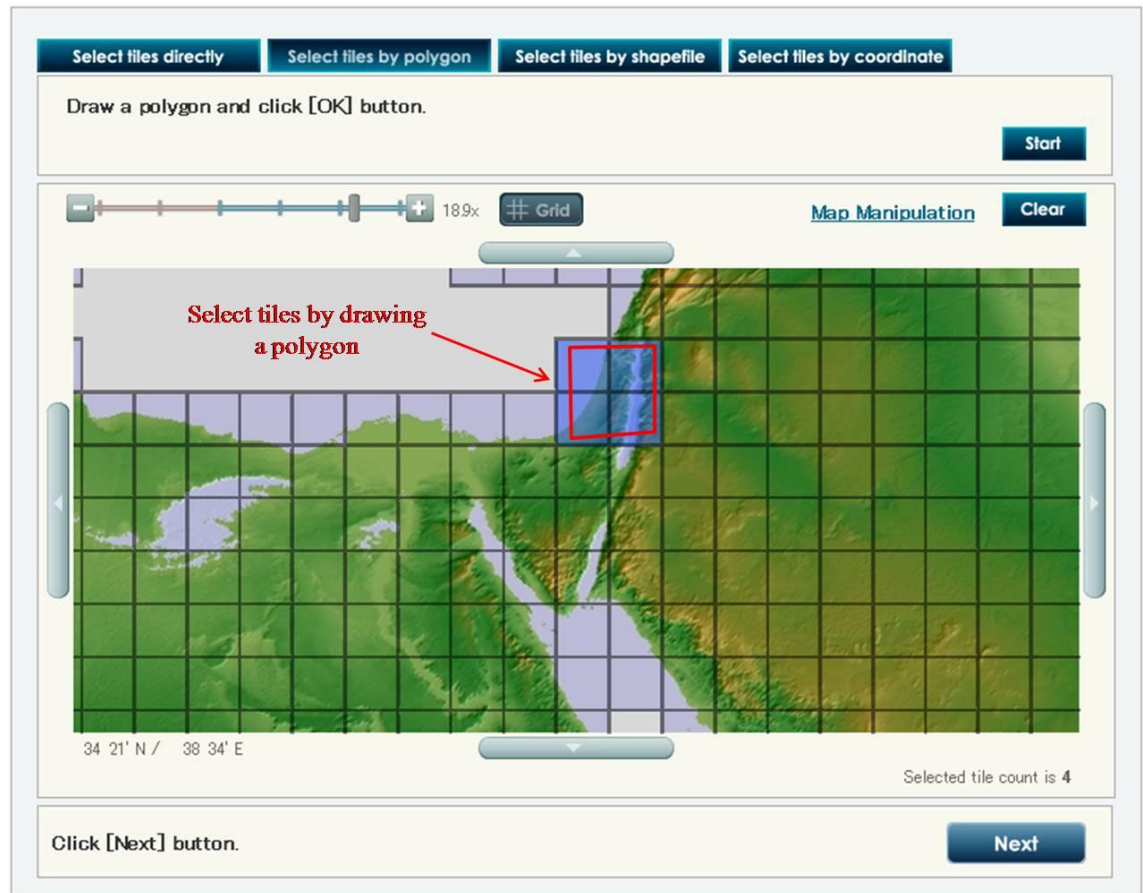 Select tiles directly
Select tiles by polygon
Select tiles by shapefile
Select tiles by coordinate
Draw a polygon and click [OK] button.
Start
18.9x
Grid
Map Manipulation
Clear
Select tiles by drawing
a polygon
34 21' N / 38 34' E
Selected tile count is 4
Click [Next] button.
Next